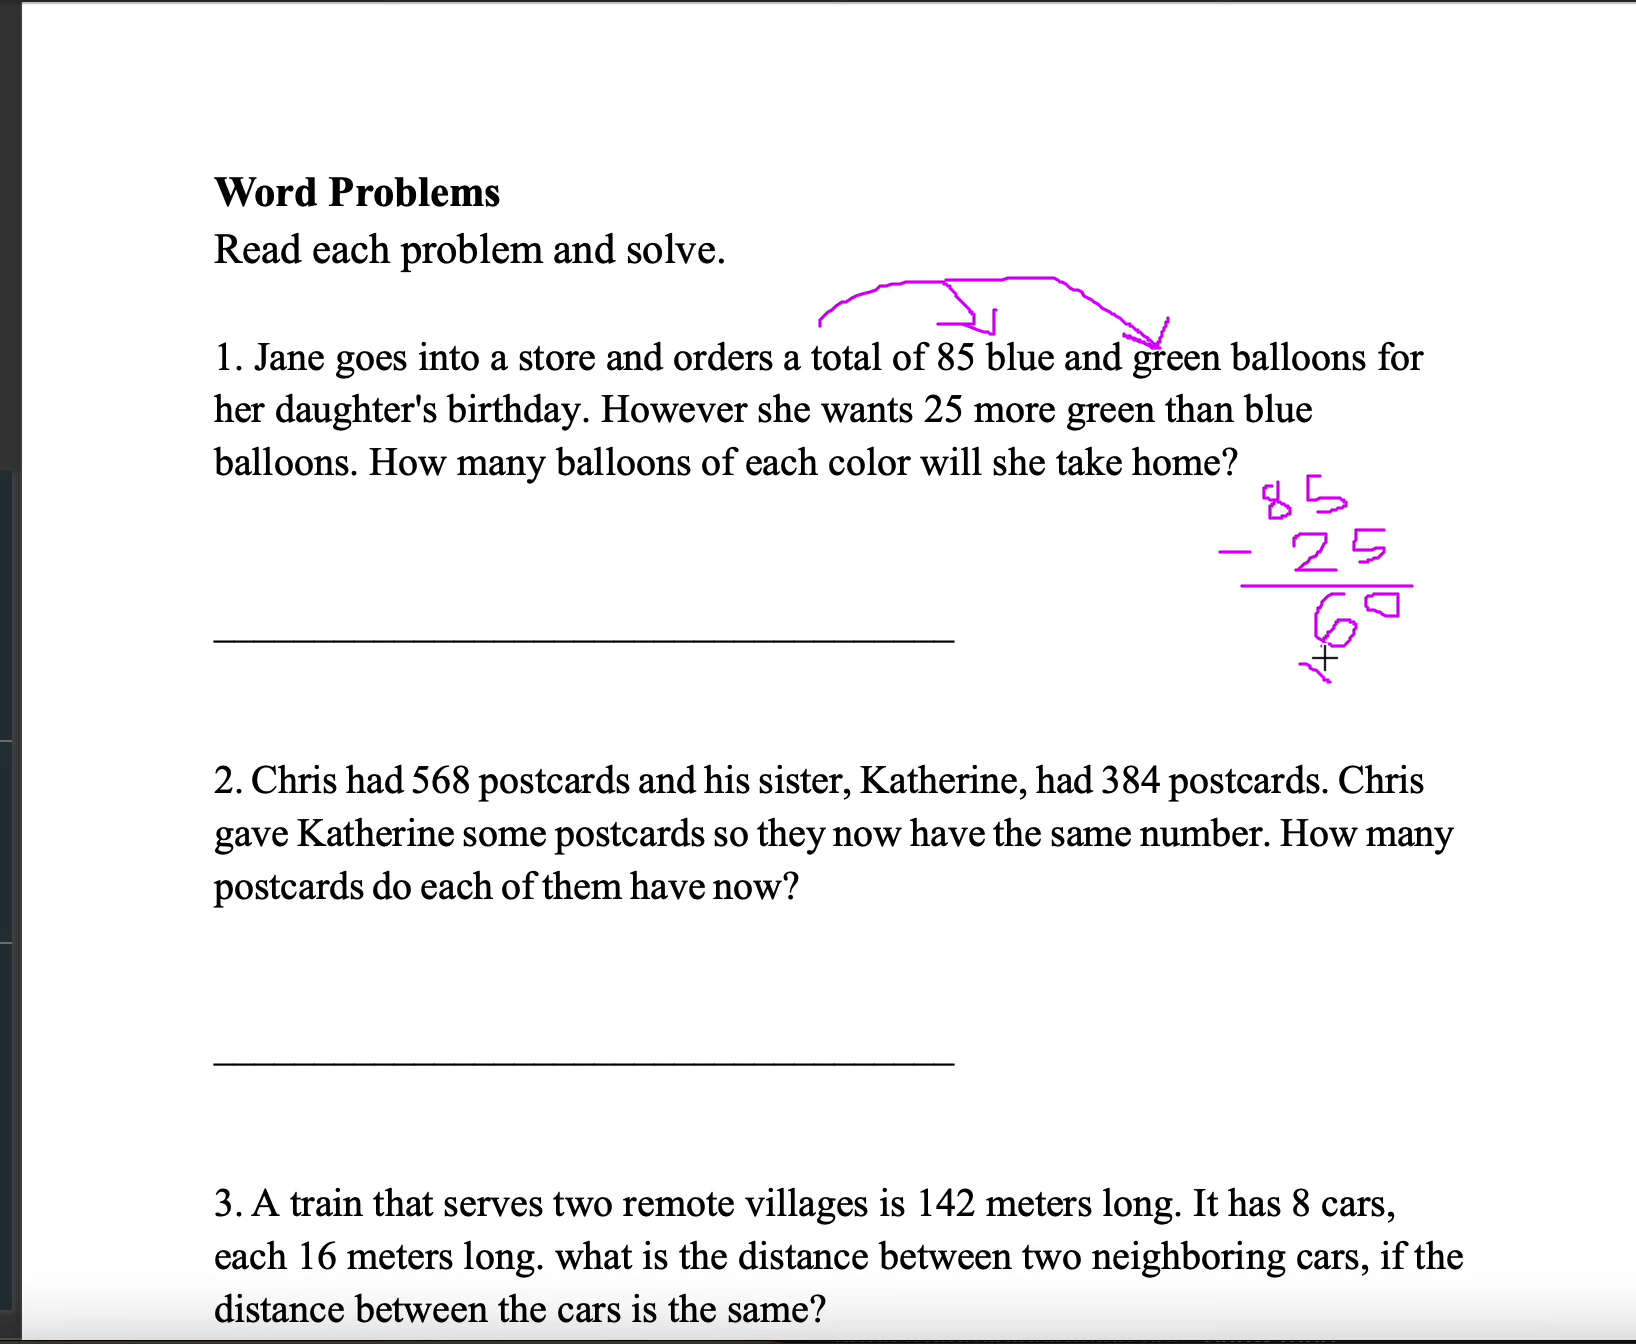 Word Problems
Read each problem and solve.
1. Jane goes into a store and orders a total of 85 blue and green balloons for
her daughter's birthday. However she wants 25 more green than blue
balloons. How many balloons of each color will she take home?
85
- 25
60
2. Chris had 568 postcards and his sister, Katherine, had 384 postcards. Chris
gave Katherine some postcards so they now have the same number. How many
postcards do each of them have now?
3. A train that serves two remote villages is 142 meters long. It has 8 cars,
each 16 meters long. what is the distance between two neighboring cars, if the
distance between the cars is the same?